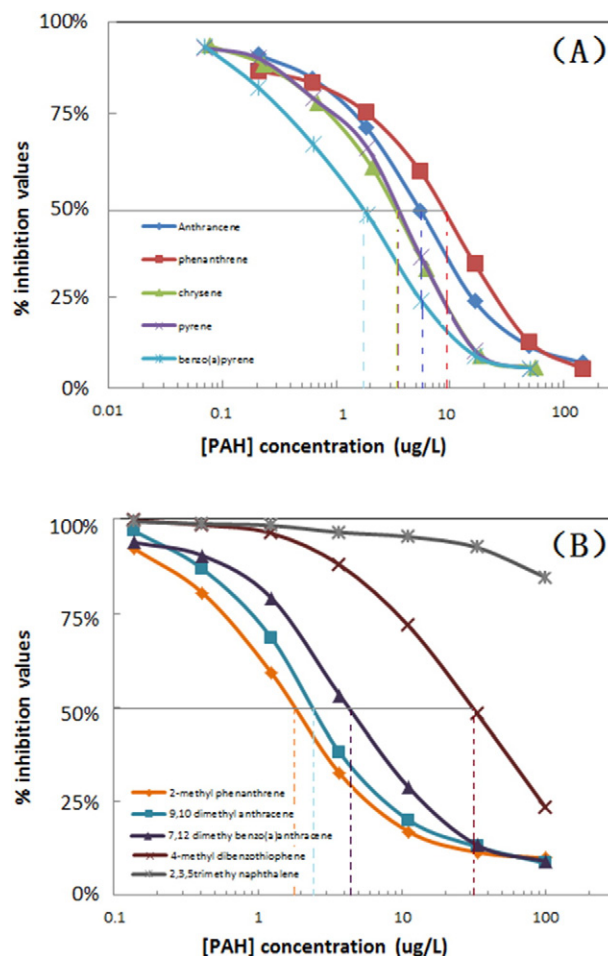 100%
(A)
75%
% inhibition values
50%
Anthrancene
phenanthrene
chrysene
25%
pyrene
benzo(a)pyrene
0%
0.01 0.1 1 10 100
[PAH] concentration (ug/L)
100%
(B)
75%
% inhibition values
50%
2-methyl phenanthrene
9,10 dimethyl anthracene
25%
7,12 dimethy benzo(a)anthracene
4-methyl dibenzothiophene
2,3,5trimethy naphthalene
0%
0.1 1 10 100
[PAH] concentration (ug/L)